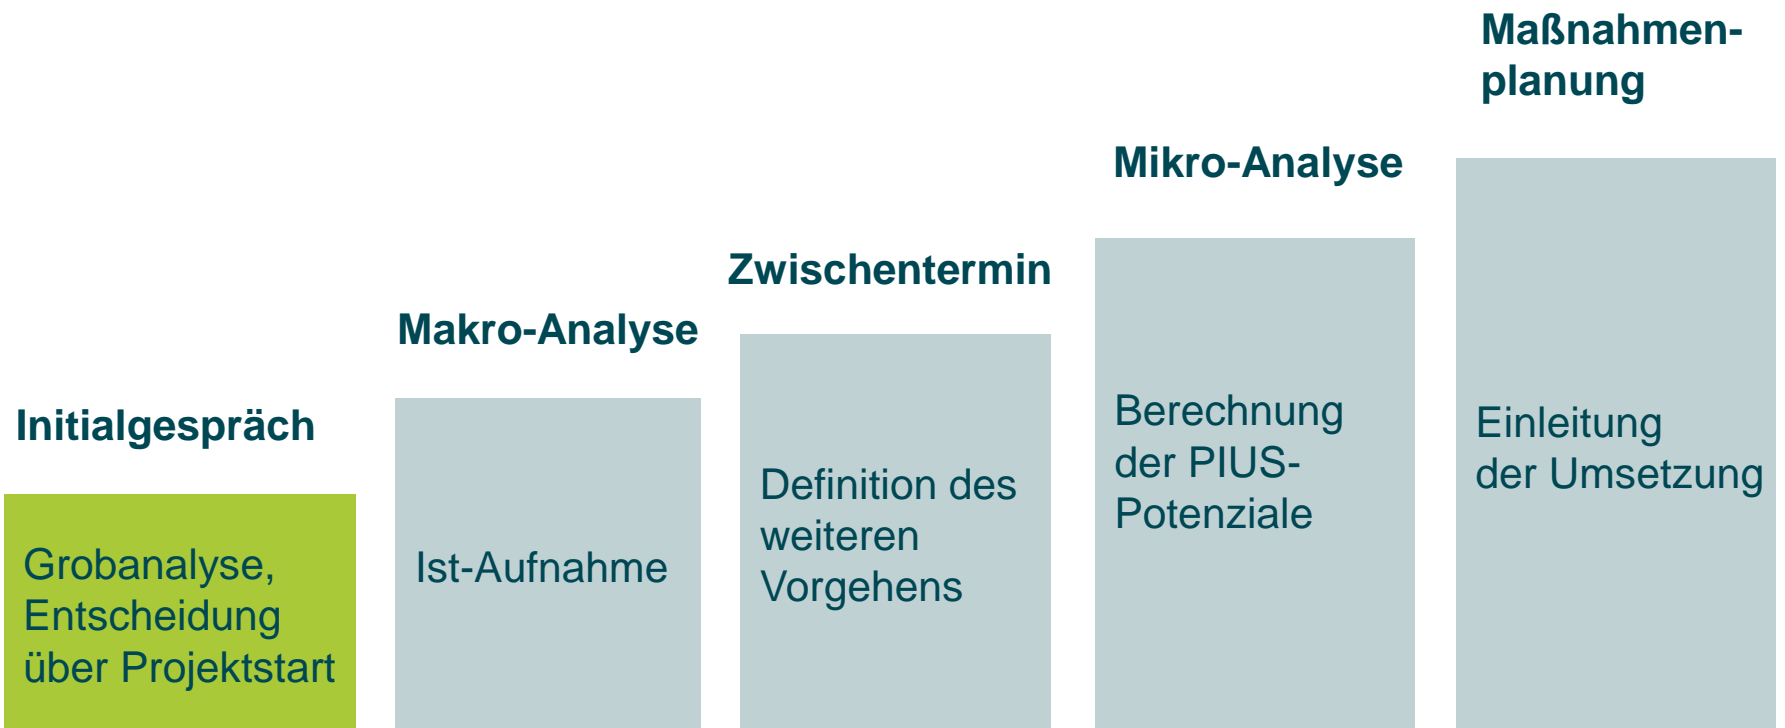 Initialgespräch
Grobanalyse,
Entscheidung
über Projektstart
Makro-Analyse
Ist-Aufnahme
Zwischentermin
Definition des
weiteren
Vorgehens
Mikro-Analyse
Berechnung
der PIUS-
Potenziale
Maßnahmen-
planung
Einleitung
der Umsetzung